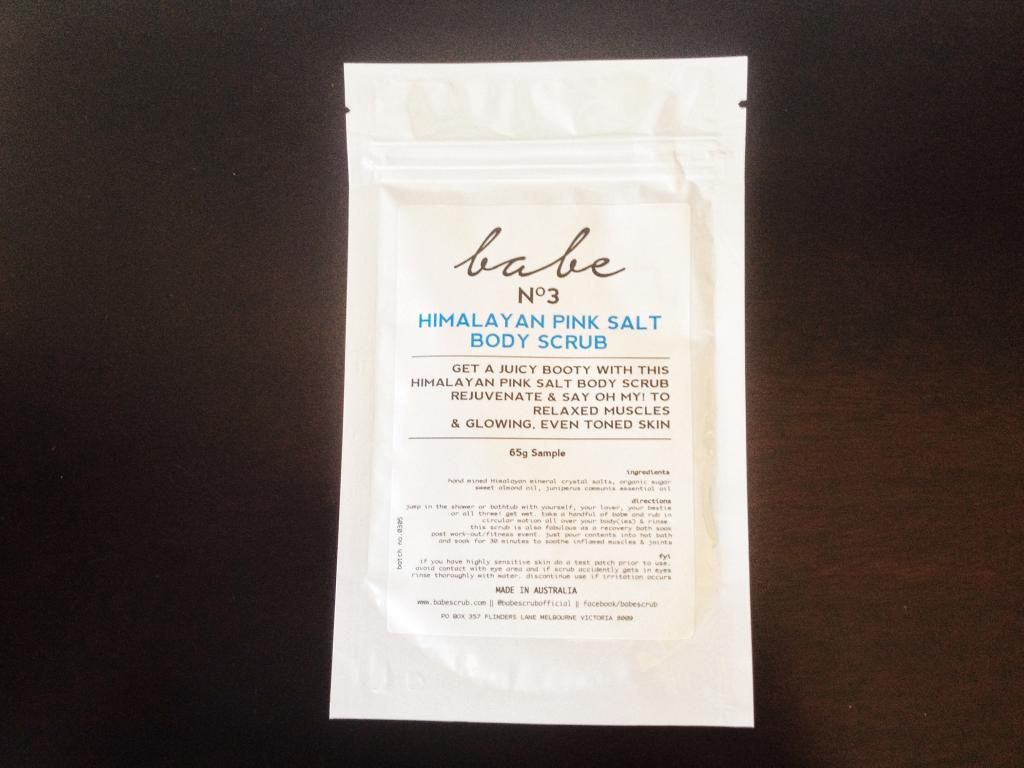 babe
Nº3
HIMALAYAN PINK SALT
BODY SCRUB
GET A JUICY BOOTY WITH THIS
HIMALAYAN PINK SALT BODY SCRUB
REJUVENATE & SAY OH MY! TO
RELAXED MUSCLES
& GLOWING, EVEN TONED SKIN
65g Sample
ingredients
hand mined Himalayan mineral crystal salts, organic sugar
sweet almond oil, juniperus communis essential oil
directions
jump in the shower or bathtub with yourself, your lover, your bestie
or all three! get wet. take a handful of babe and rub in
circular motion all over your body(ies) & rinse.
this scrub is also fabulous as a recovery bath soak
post work-out/fitness event. just pour contents into hot bath
and soak for 30 minutes to soothe inflamed muscles & joints
fyi
if you have highly sensitive skin do a test patch prior to use.
avoid contact with eye area and if scrub accidently gets in eyes
rinse thoroughly with water. discontinue use if irritation occurs
MADE IN AUSTRALIA
www.babescrub.com || @babescrubofficial || facebook/babescrub
PO BOX 357 FLINDERS LANE MELBOURNE VICTORIA 8009
batch no.0305